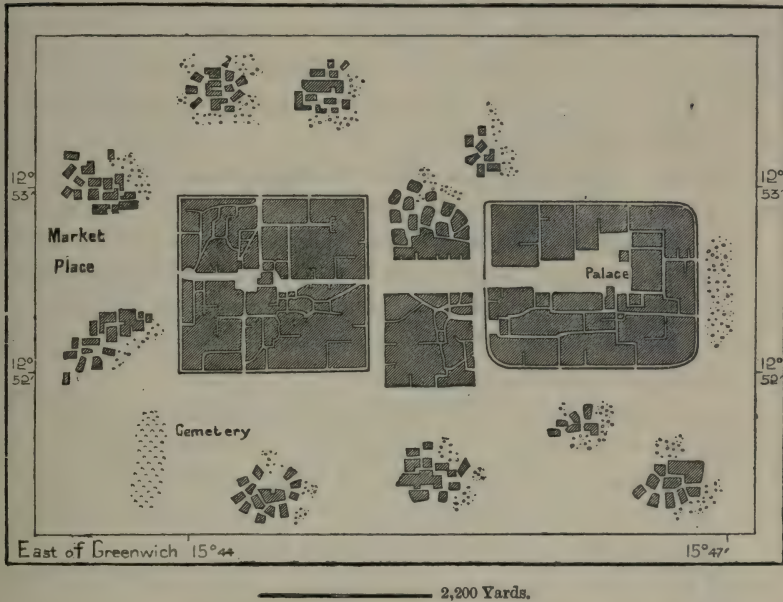 12° 12°
53' 53'
Market
Place
Palace
12° 12°
52' 52'
Cemetery
East of Greenwich 15°44' 15°47'
2,200 Yards.